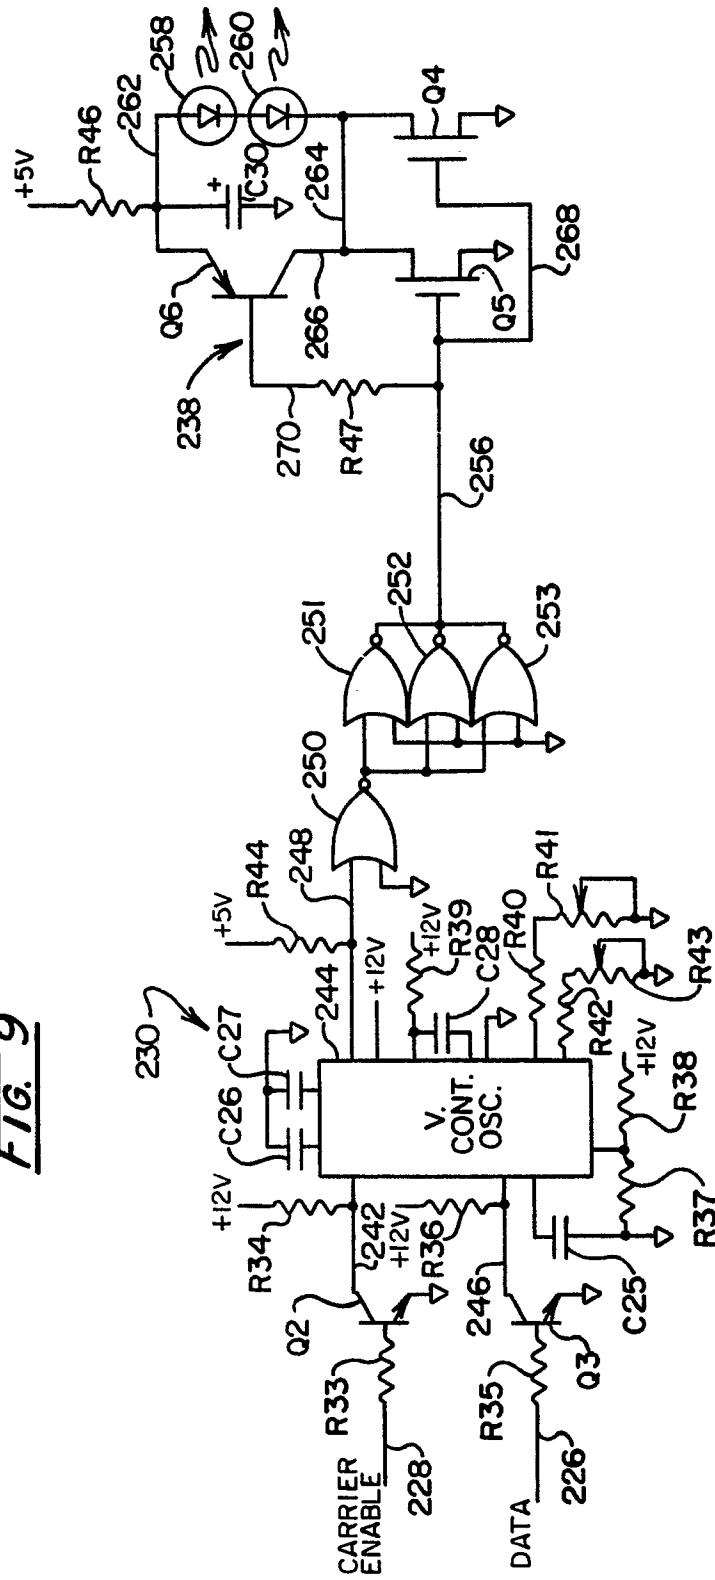 FIG. 9
230
C26
C27
+12V
R34
242
+12V
R36
Q2
R33
CARRIER
ENABLE
228
246
R35
Q3
DATA
226
C25
R37
R38
+12V
V.
CONT.
OSC.
244
+5V
R44
248
+12V
+12V
R39
C28
R40
R41
R42
R43
250
251
252
253
256
238
270
R47
Q6
266
264
Q5
268
Q4
+5V
R46
262
258
260
+
C30